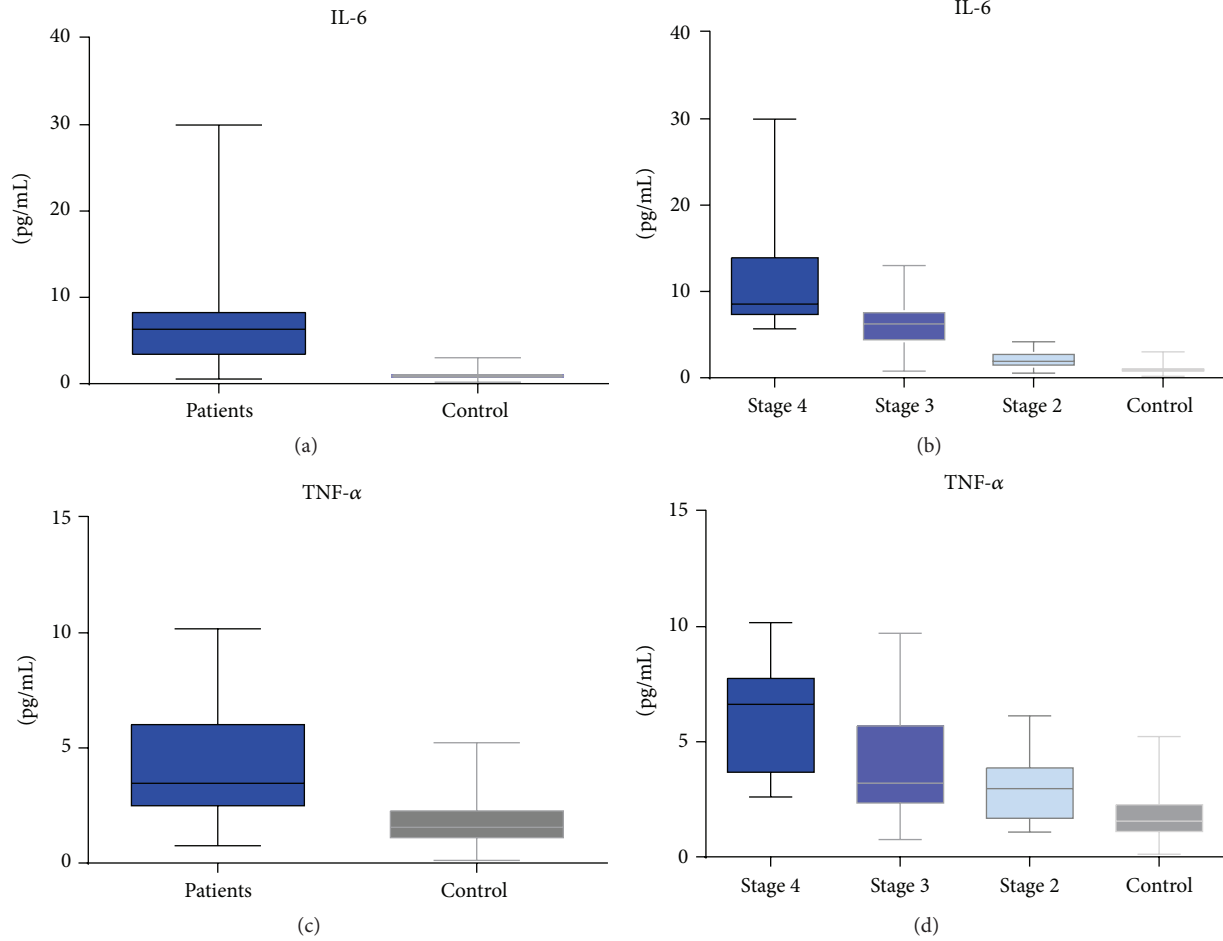 IL-6
40
30
20
10
0
(pg/mL)
Patients Control
(a)
IL-6
40
30
20
10
0
(pg/mL)
Stage 4 Stage 3 Stage 2 Control
(b)
TNF-α
15
10
5
0
(pg/mL)
Patients Control
(c)
TNF-α
15
10
5
0
(pg/mL)
Stage 4 Stage 3 Stage 2 Control
(d)